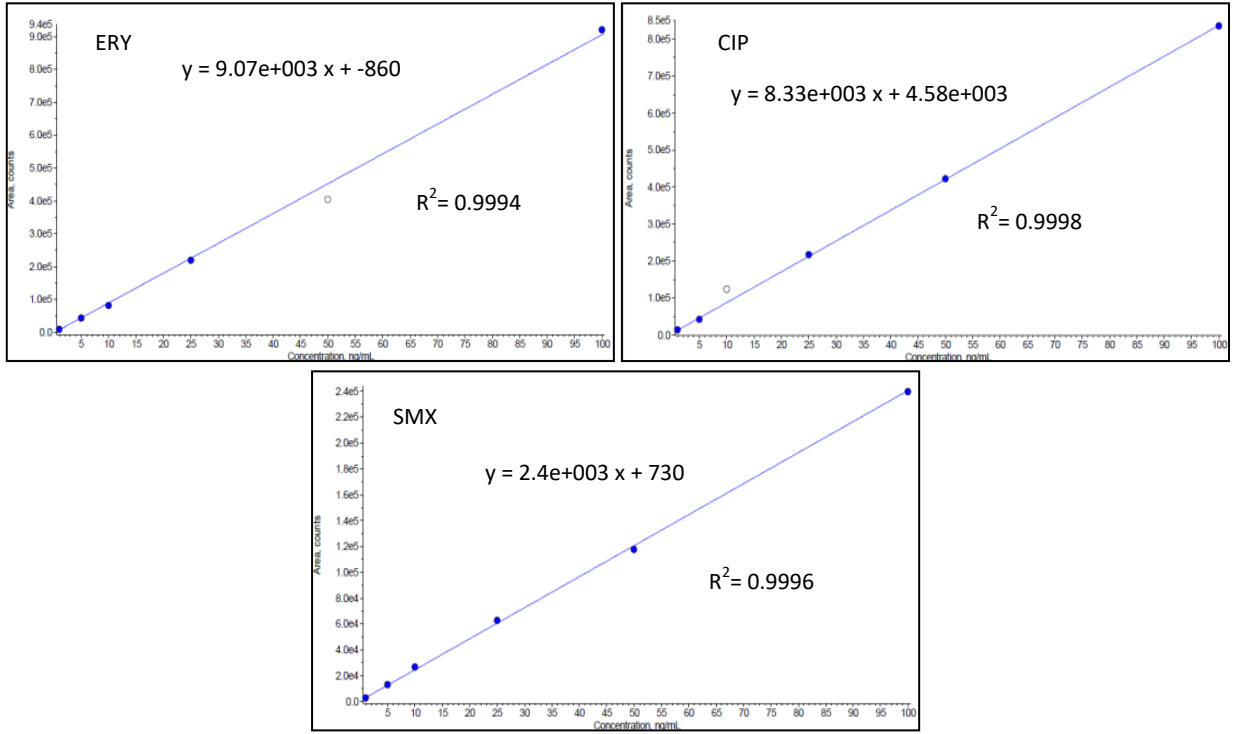 ERY
y = 9.07e+003 x + -860
R²= 0.9994
9.4e5
9.0e5
8.0e5
7.0e5
6.0e5
5.0e5
4.0e5
3.0e5
2.0e5
1.0e5
0.0
Area, counts
5 10 15 20 25 30 35 40 45 50 55 60 65 70 75 80 85 90 95 100
Concentration, ng/mL
CIP
y = 8.33e+003 x + 4.58e+003
R²= 0.9998
8.5e5
8.0e5
7.0e5
6.0e5
5.0e5
4.0e5
3.0e5
2.0e5
1.0e5
0.0
Area, counts
5 10 15 20 25 30 35 40 45 50 55 60 65 70 75 80 85 90 95 100
Concentration, ng/mL
SMX
y = 2.4e+003 x + 730
R²= 0.9996
2.4e5
2.2e5
2.0e5
1.8e5
1.6e5
1.4e5
1.2e5
1.0e5
8.0e4
6.0e4
4.0e4
2.0e4
0.0
Area, counts
5 10 15 20 25 30 35 40 45 50 55 60 65 70 75 80 85 90 95 100
Concentration, ng/mL